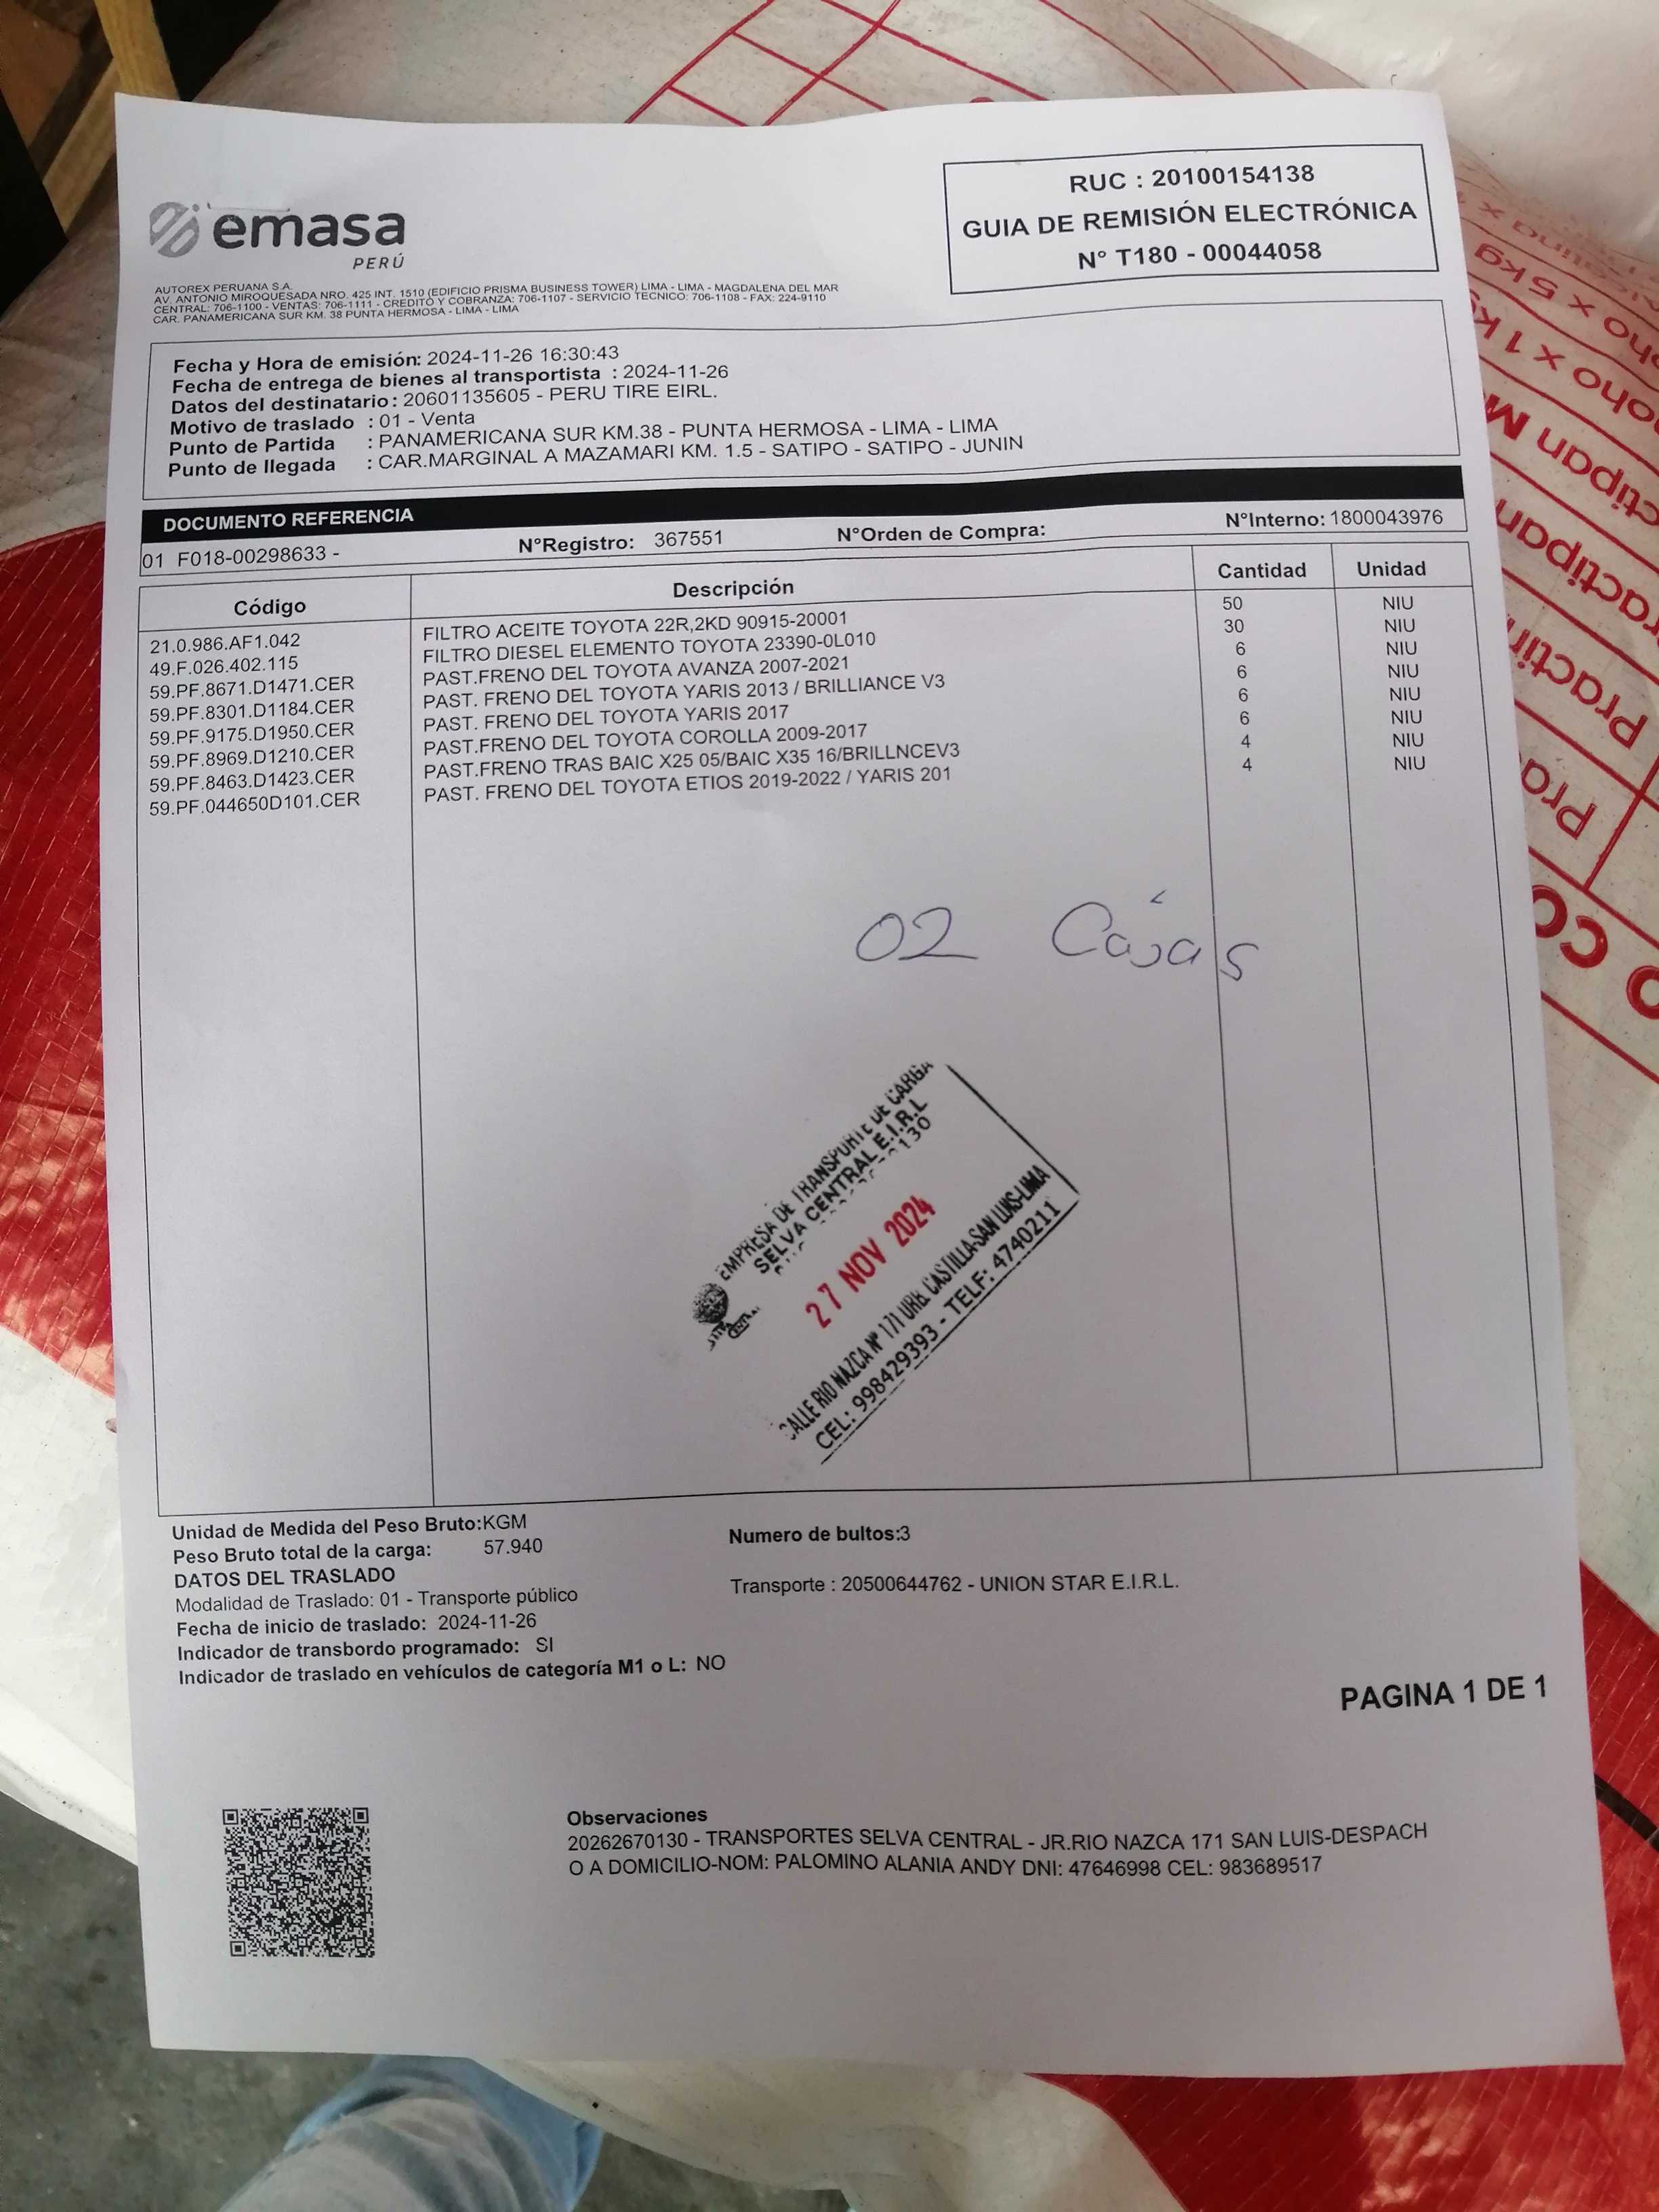 emasa
PERÚ
RUC : 20100154138
GUIA DE REMISIÓN ELECTRÓNICA
N° T180 - 00044058
AUTOREX PERUANA S.A.
AV. ANTONIO MIROQUESADA NRO. 425 INT. 1510 (EDIFICIO PRISMA BUSINESS TOWER) LIMA - LIMA - MAGDALENA DEL MAR
CENTRAL: 706-1100 - VENTAS: 706-1111 - CREDITO Y COBRANZA: 706-1107 - SERVICIO TECNICO: 706-1108 - FAX: 224-9110
CAR. PANAMERICANA SUR KM. 38 PUNTA HERMOSA - LIMA - LIMA
Fecha y Hora de emisión: 2024-11-26 16:30:43
Fecha de entrega de bienes al transportista : 2024-11-26
Datos del destinatario : 20601135605 - PERU TIRE EIRL.
Motivo de traslado : 01 - Venta
Punto de Partida : PANAMERICANA SUR KM.38 - PUNTA HERMOSA - LIMA - LIMA
Punto de llegada : CAR.MARGINAL A MAZAMARI KM. 1.5 - SATIPO - SATIPO - JUNIN
DOCUMENTO REFERENCIA
01 F018-00298633 - N°Registro: 367551 N°Orden de Compra: N°Interno: 1800043976
Código Descripción Cantidad Unidad
21.0.986.AF1.042 FILTRO ACEITE TOYOTA 22R,2KD 90915-20001 50 NIU
49.F.026.402.115 FILTRO DIESEL ELEMENTO TOYOTA 23390-0L010 30 NIU
59.PF.8671.D1471.CER PAST.FRENO DEL TOYOTA AVANZA 2007-2021 6 NIU
59.PF.8301.D1184.CER PAST. FRENO DEL TOYOTA YARIS 2013 / BRILLIANCE V3 6 NIU
59.PF.9175.D1950.CER PAST. FRENO DEL TOYOTA YARIS 2017 6 NIU
59.PF.8969.D1210.CER PAST.FRENO DEL TOYOTA COROLLA 2009-2017 6 NIU
59.PF.8463.D1423.CER PAST.FRENO TRAS BAIC X25 05/BAIC X35 16/BRILLNCEV3 4 NIU
59.PF.044650D101.CER PAST. FRENO DEL TOYOTA ETIOS 2019-2022 / YARIS 201 4 NIU
02 Cajas
EMPRESA DE TRANSPORTE DE CARGA
SELVA CENTRAL E.I.R.L
27 NOV 2024
CALLE RIO NAZCA N° 171 URB. CASTILLA-SAN LUIS-LIMA
CEL: 998429393 - TELF: 4740211
Unidad de Medida del Peso Bruto:KGM
Peso Bruto total de la carga: 57.940 Numero de bultos:3
DATOS DEL TRASLADO
Modalidad de Traslado: 01 - Transporte público Transporte : 20500644762 - UNION STAR E.I.R.L.
Fecha de inicio de traslado: 2024-11-26
Indicador de transbordo programado: SI
Indicador de traslado en vehículos de categoría M1 o L: NO
PAGINA 1 DE 1
Observaciones
20262670130 - TRANSPORTES SELVA CENTRAL - JR.RIO NAZCA 171 SAN LUIS-DESPACH
O A DOMICILIO-NOM: PALOMINO ALANIA ANDY DNI: 47646998 CEL: 983689517